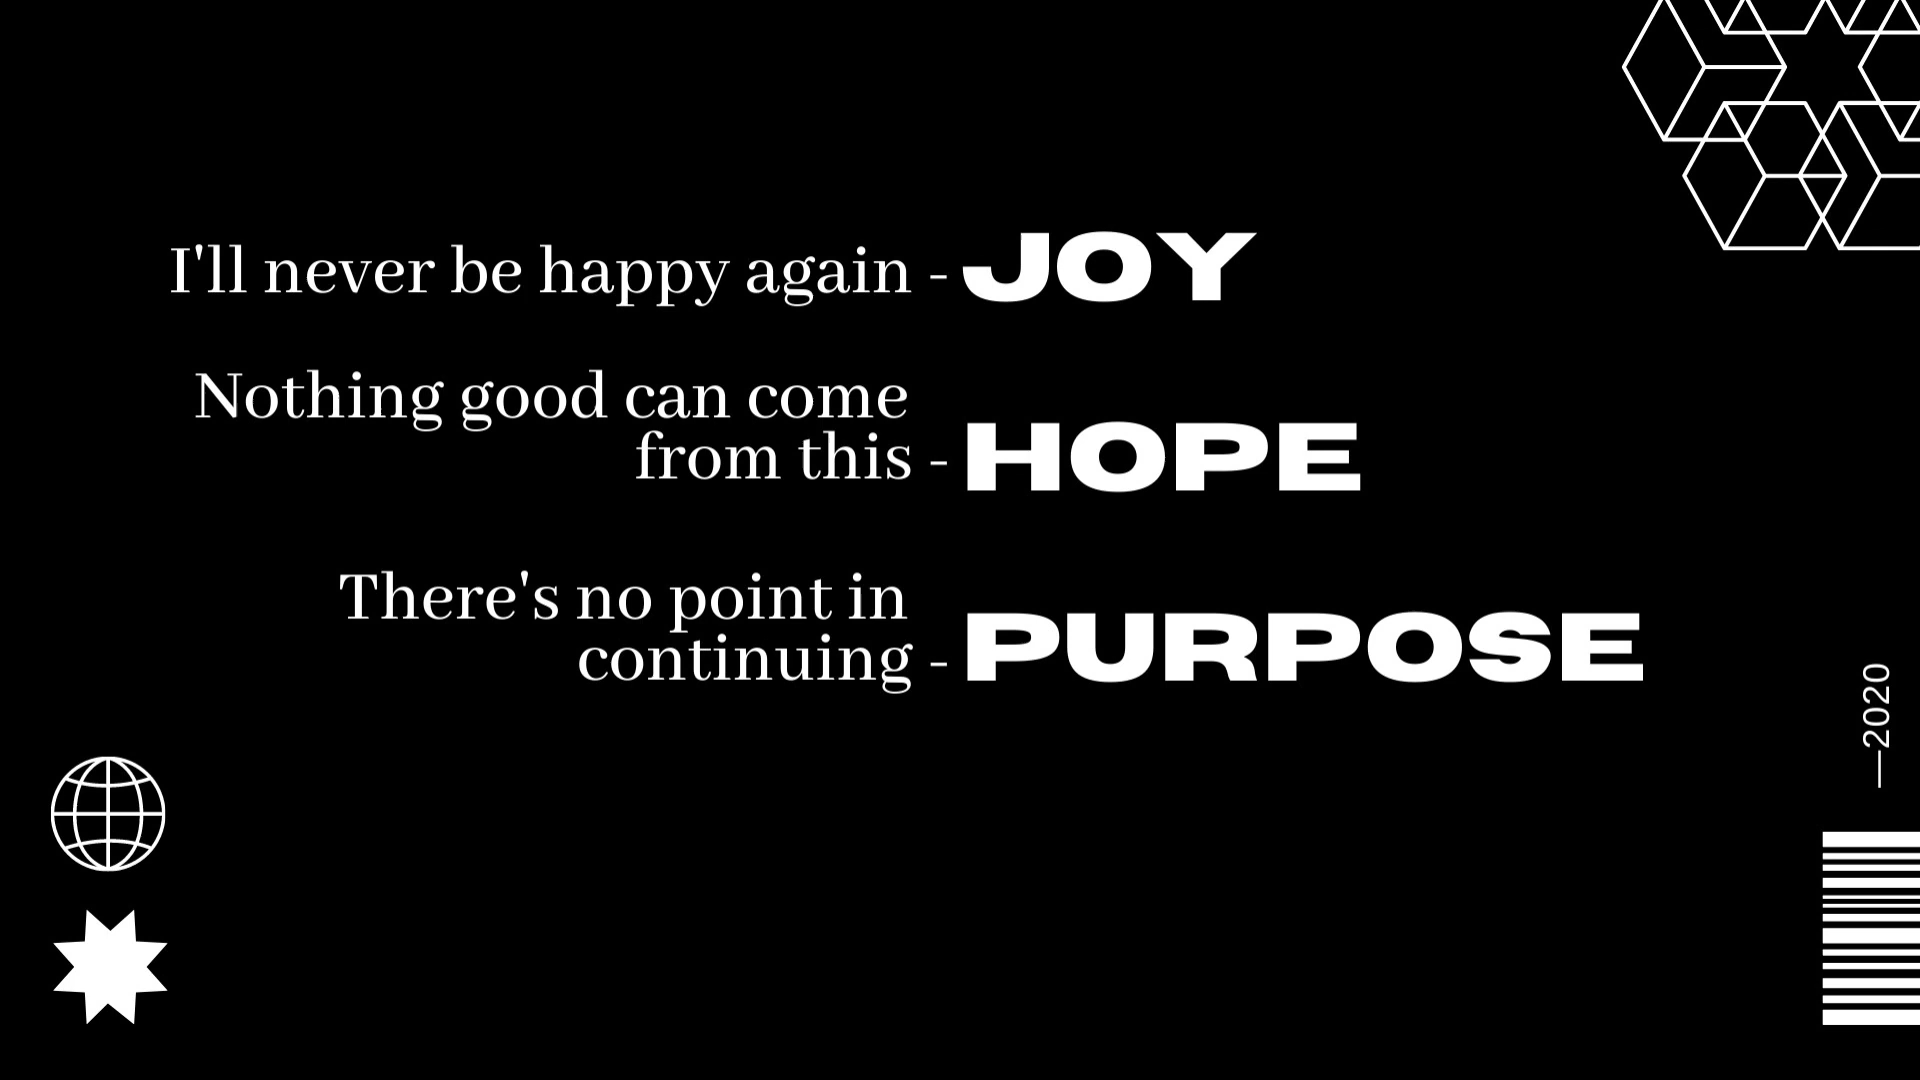 I'll never be happy again - JOY
Nothing good can come
from this - HOPE
There's no point in
continuing - PURPOSE
—2020